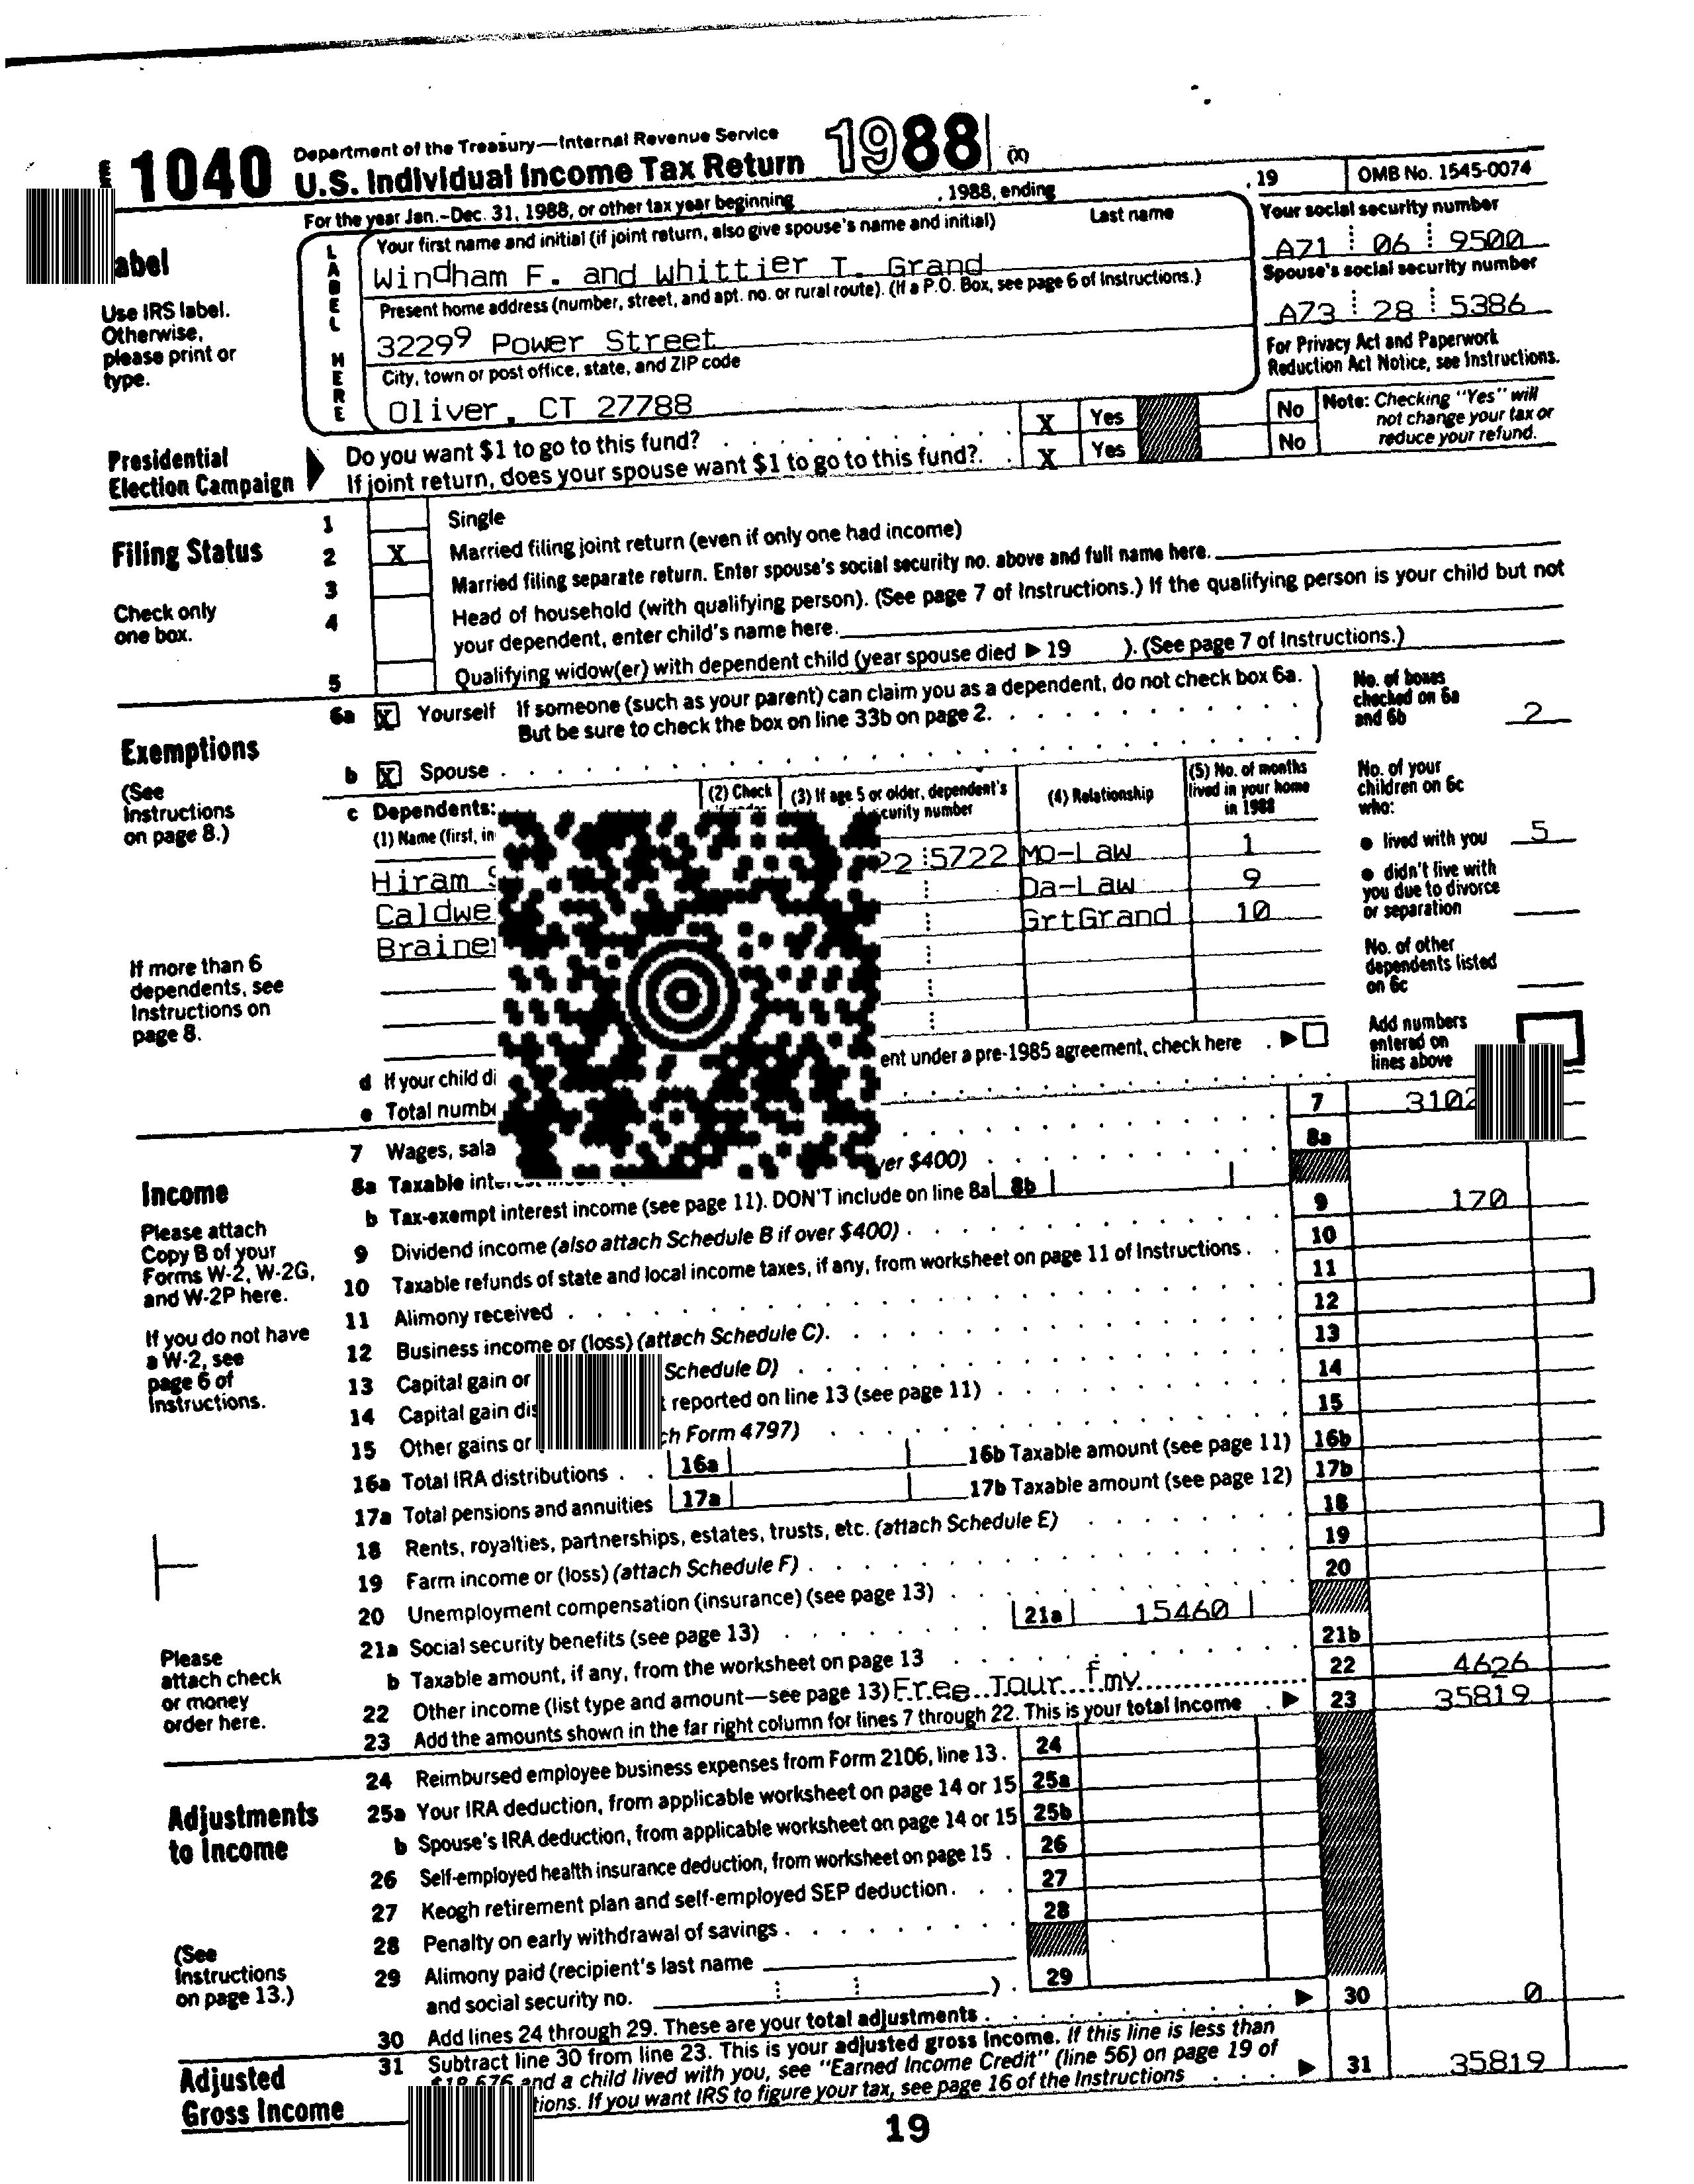 1040 Department of the Treasury—Internal Revenue Service
U.S. Individual Income Tax Return 1988 (X)
For the year Jan.-Dec. 31, 1988, or other tax year beginning , 1988, ending , 19 OMB No. 1545-0074
LABEL HERE
Use IRS label. Otherwise, please print or type.
Your first name and initial (if joint return, also give spouse's name and initial) Last name
Windham F. and Whittier T. Grand
Your social security number
A71 06 9500
Present home address (number, street, and apt. no. or rural route). (If a P.O. Box, see page 6 of Instructions.)
32299 Power Street
Spouse's social security number
A73 28 5386
City, town or post office, state, and ZIP code
Oliver, CT 27788
For Privacy Act and Paperwork
Reduction Act Notice, see Instructions.
Presidential
Election Campaign
Do you want $1 to go to this fund? . . . . . . . . . X Yes No
If joint return, does your spouse want $1 to go to this fund? . . X Yes No
Note: Checking "Yes" will
not change your tax or
reduce your refund.
Filing Status
Check only
one box.
1 Single
2 X Married filing joint return (even if only one had income)
3 Married filing separate return. Enter spouse's social security no. above and full name here.
4 Head of household (with qualifying person). (See page 7 of Instructions.) If the qualifying person is your child but not
your dependent, enter child's name here.
5 Qualifying widow(er) with dependent child (year spouse died ▶ 19 ). (See page 7 of Instructions.)
Exemptions
(See
Instructions
on page 8.)
6a X Yourself If someone (such as your parent) can claim you as a dependent, do not check box 6a.
But be sure to check the box on line 33b on page 2.
b X Spouse
No. of boxes
checked on 6a
and 6b 2
c Dependents:
(1) Name (first, in
(2) Check
(3) If age 5 or older, dependent's
curity number
(4) Relationship
(5) No. of months
lived in your home
in 1988
Hiram 22 5722 Mo-Law 1
Caldwe Da-Law 9
Braine GrtGrand 10
No. of your
children on 6c
who:
● lived with you 5
● didn't live with
you due to divorce
or separation
No. of other
dependents listed
on 6c
If more than 6
dependents, see
Instructions on
page 8.
d If your child di ent under a pre-1985 agreement, check here . ▶
e Total numb
Add numbers
entered on
lines above
Income
Please attach
Copy B of your
Forms W-2, W-2G,
and W-2P here.
If you do not have
a W-2, see
page 6 of
Instructions.
Please
attach check
or money
order here.
7 Wages, sala 7 3102
8a Taxable inte ver $400) 8a
b Tax-exempt interest income (see page 11). DON'T include on line 8a 8b
9 Dividend income (also attach Schedule B if over $400) 9 170
10 Taxable refunds of state and local income taxes, if any, from worksheet on page 11 of Instructions 10
11 Alimony received 11
12 Business income or (loss) (attach Schedule C) 12
13 Capital gain or Schedule D) 13
14 Capital gain dis reported on line 13 (see page 11) 14
15 Other gains or ch Form 4797) 15
16a Total IRA distributions 16a 16b Taxable amount (see page 11) 16b
17a Total pensions and annuities 17a 17b Taxable amount (see page 12) 17b
18 Rents, royalties, partnerships, estates, trusts, etc. (attach Schedule E) 18
19 Farm income or (loss) (attach Schedule F) 19
20 Unemployment compensation (insurance) (see page 13) 20
21a Social security benefits (see page 13) 21a 15460
b Taxable amount, if any, from the worksheet on page 13 21b
22 Other income (list type and amount—see page 13) Free Tour fmv 22 4626
23 Add the amounts shown in the far right column for lines 7 through 22. This is your total income ▶ 23 35819
Adjustments
to Income
(See
Instructions
on page 13.)
24 Reimbursed employee business expenses from Form 2106, line 13. 24
25a Your IRA deduction, from applicable worksheet on page 14 or 15 25a
b Spouse's IRA deduction, from applicable worksheet on page 14 or 15 25b
26 Self-employed health insurance deduction, from worksheet on page 15 26
27 Keogh retirement plan and self-employed SEP deduction 27
28 Penalty on early withdrawal of savings 28
29 Alimony paid (recipient's last name
and social security no. ) . 29
30 Add lines 24 through 29. These are your total adjustments ▶ 30 0
Adjusted
Gross Income
31 Subtract line 30 from line 23. This is your adjusted gross income. If this line is less than
$18,576 and a child lived with you, see "Earned Income Credit" (line 56) on page 19 of
tions. If you want IRS to figure your tax, see page 16 of the Instructions ▶ 31 35819
19